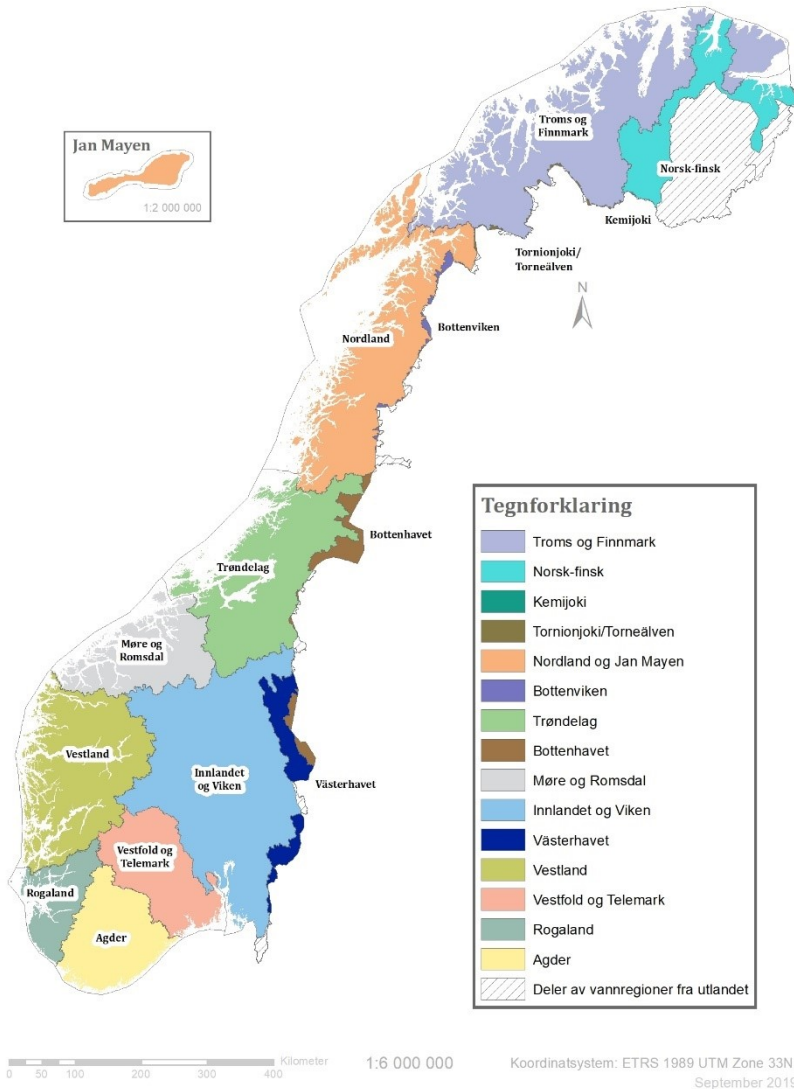 Jan Mayen
1:2 000 000
Troms og
Finnmark
Norsk-finsk
Kemijoki
Tornionjoki/
Torneälven
N
Bottenviken
Nordland
Bottenhavet
Trøndelag
Møre og
Romsdal
Vestland
Innlandet
og Viken
Västerhavet
Vestfold og
Telemark
Rogaland
Agder
Tegnforklaring
Troms og Finnmark
Norsk-finsk
Kemijoki
Tornionjoki/Torneälven
Nordland og Jan Mayen
Bottenviken
Trøndelag
Bottenhavet
Møre og Romsdal
Innlandet og Viken
Västerhavet
Vestland
Vestfold og Telemark
Rogaland
Agder
Deler av vannregioner fra utlandet
Kilometer
0 50 100 200 300 400
1:6 000 000
Koordinatsystem: ETRS 1989 UTM Zone 33N
September 2019